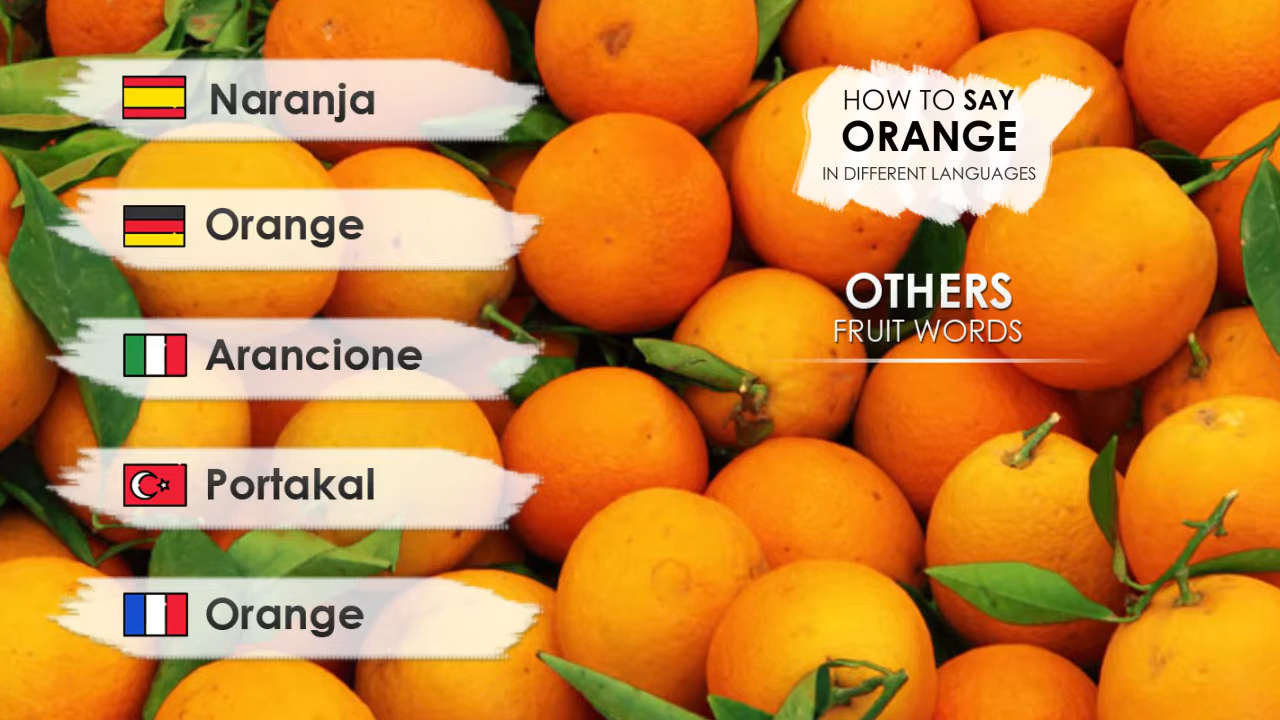 Naranja
Orange
Arancione
Portakal
Orange
HOW TO SAY
ORANGE
IN DIFFERENT LANGUAGES
OTHERS
FRUIT WORDS